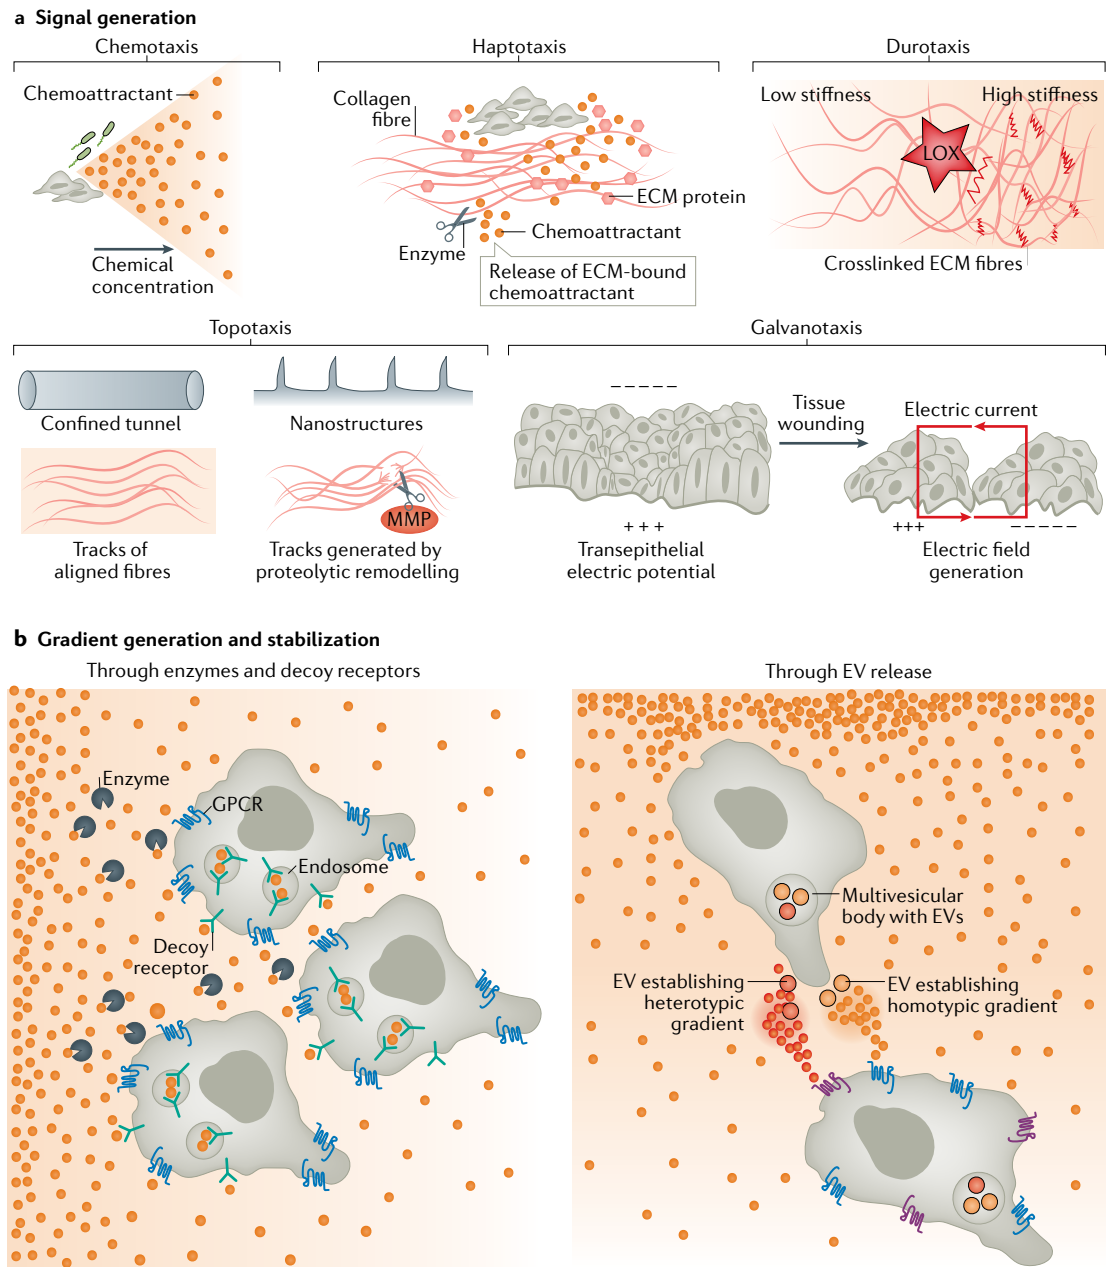 a Signal generation
Chemotaxis
Chemoattractant
Chemical
concentration
Haptotaxis
Collagen
fibre
ECM protein
Chemoattractant
Enzyme
Release of ECM-bound
chemoattractant
Durotaxis
Low stiffness
High stiffness
LOX
Crosslinked ECM fibres
Topotaxis
Confined tunnel
Nanostructures
Tracks of
aligned fibres
MMP
Tracks generated by
proteolytic remodelling
Galvanotaxis
– – – – –
+ + +
Transepithelial
electric potential
Tissue
wounding
Electric current
+++
– – – – –
Electric field
generation
b Gradient generation and stabilization
Through enzymes and decoy receptors
Enzyme
GPCR
Endosome
Decoy
receptor
Through EV release
Multivesicular
body with EVs
EV establishing
heterotypic
gradient
EV establishing
homotypic gradient